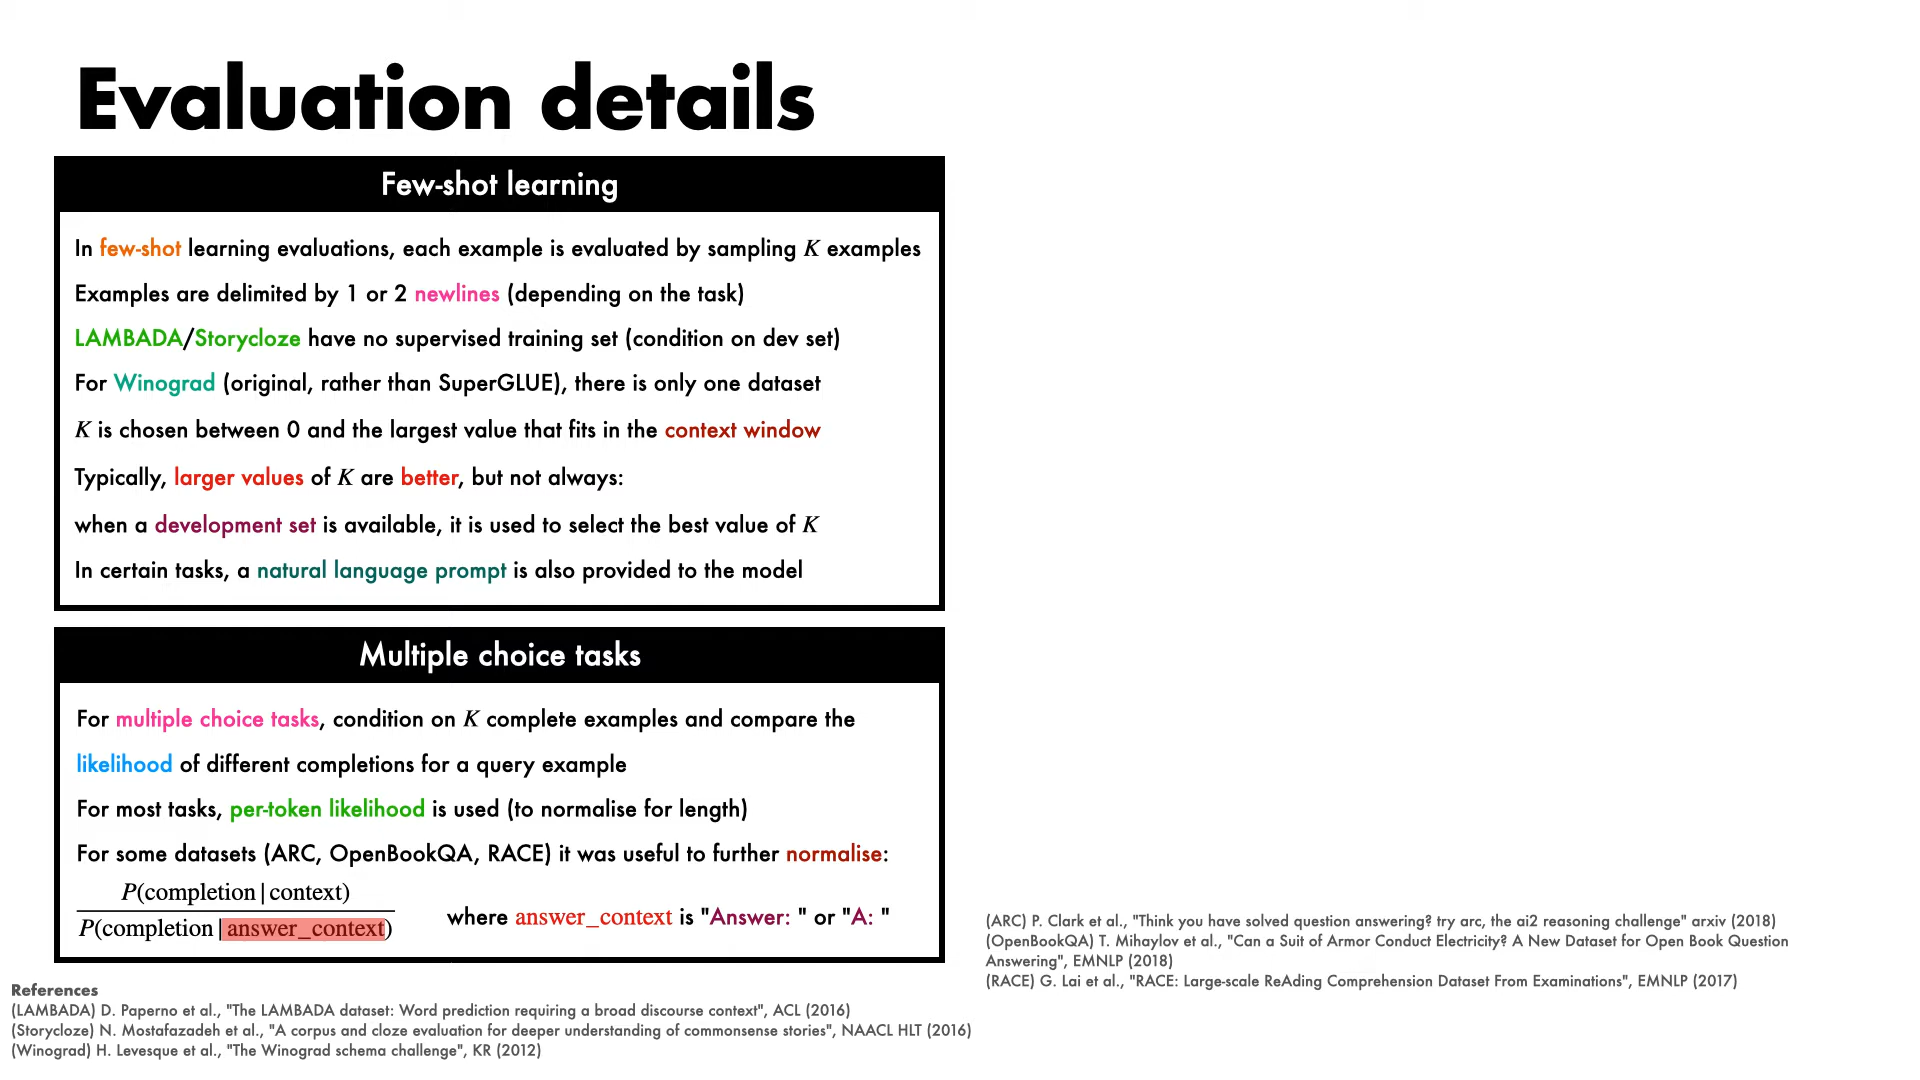 Evaluation details
Few-shot learning
In few-shot learning evaluations, each example is evaluated by sampling K examples
Examples are delimited by 1 or 2 newlines (depending on the task)
LAMBADA/Storycloze have no supervised training set (condition on dev set)
For Winograd (original, rather than SuperGLUE), there is only one dataset
K is chosen between 0 and the largest value that fits in the context window
Typically, larger values of K are better, but not always:
when a development set is available, it is used to select the best value of K
In certain tasks, a natural language prompt is also provided to the model
Multiple choice tasks
For multiple choice tasks, condition on K complete examples and compare the
likelihood of different completions for a query example
For most tasks, per-token likelihood is used (to normalise for length)
For some datasets (ARC, OpenBookQA, RACE) it was useful to further normalise:
P(completion | context)
P(completion | answer_context)
where answer_context is "Answer: " or "A: "
References
(LAMBADA) D. Paperno et al., "The LAMBADA dataset: Word prediction requiring a broad discourse context", ACL (2016)
(Storycloze) N. Mostafazadeh et al., "A corpus and cloze evaluation for deeper understanding of commonsense stories", NAACL HLT (2016)
(Winograd) H. Levesque et al., "The Winograd schema challenge", KR (2012)
(ARC) P. Clark et al., "Think you have solved question answering? try arc, the ai2 reasoning challenge" arxiv (2018)
(OpenBookQA) T. Mihaylov et al., "Can a Suit of Armor Conduct Electricity? A New Dataset for Open Book Question
Answering", EMNLP (2018)
(RACE) G. Lai et al., "RACE: Large-scale ReAding Comprehension Dataset From Examinations", EMNLP (2017)